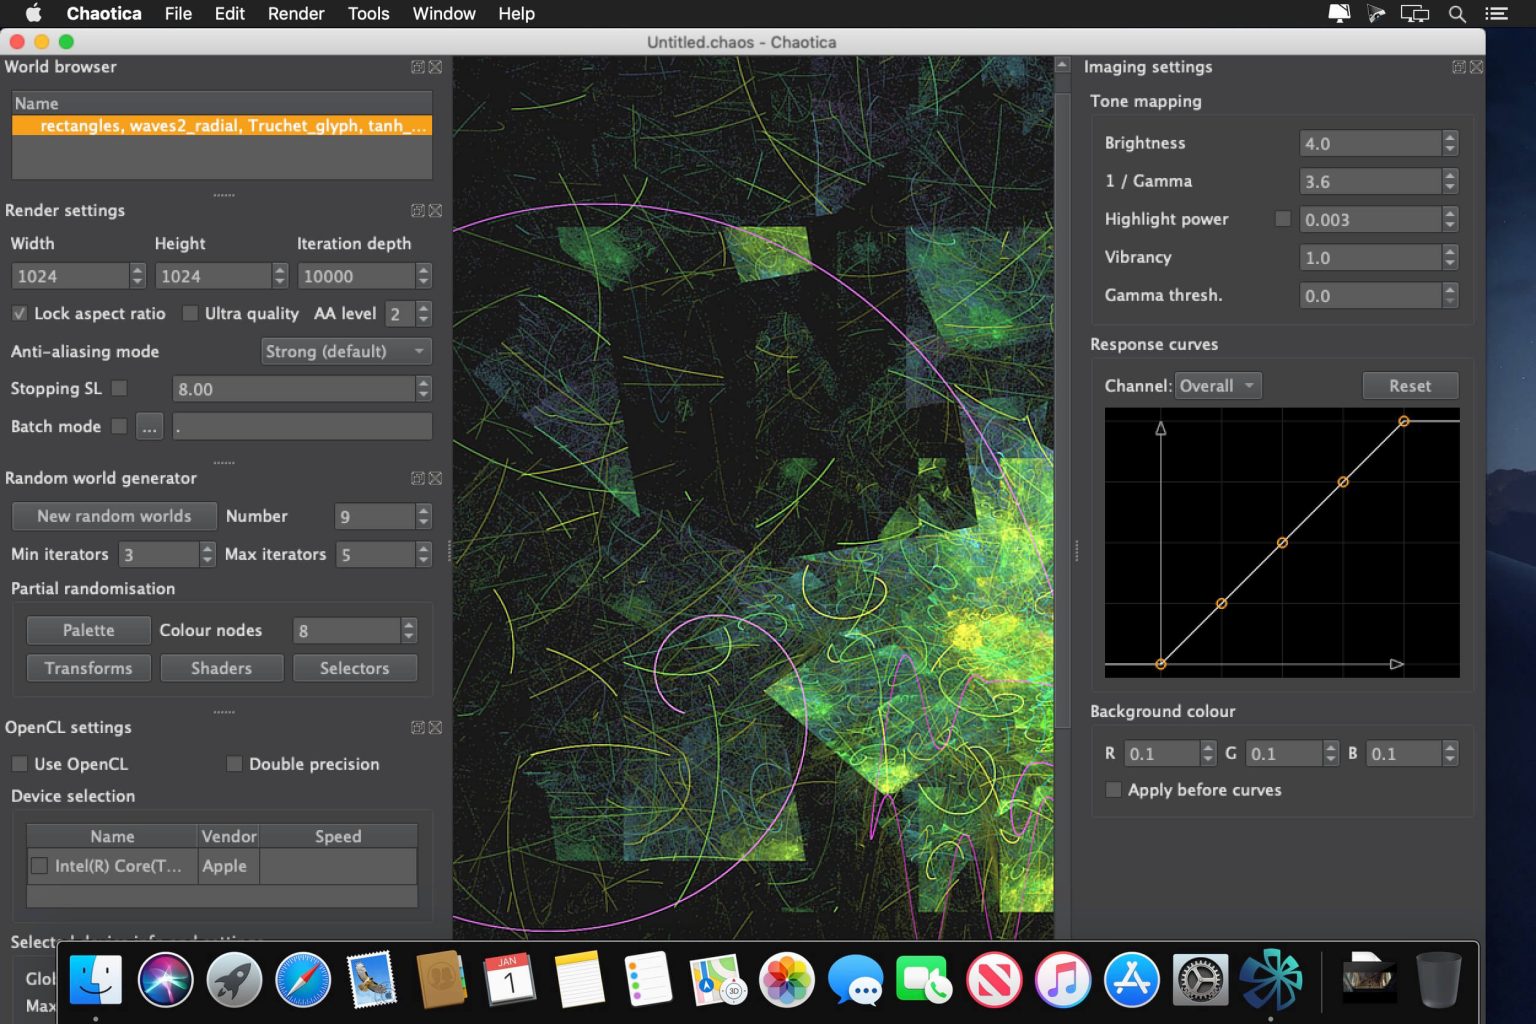 Chaotica File Edit Render Tools Window Help
Untitled.chaos - Chaotica
World browser
Name
rectangles, waves2_radial, Truchet_glyph, tanh_...
Render settings
Width Height Iteration depth
1024 1024 10000
Lock aspect ratio Ultra quality AA level 2
Anti-aliasing mode Strong (default)
Stopping SL 8.00
Batch mode ... .
Random world generator
New random worlds Number 9
Min iterators 3 Max iterators 5
Partial randomisation
Palette Colour nodes 8
Transforms Shaders Selectors
OpenCL settings
Use OpenCL Double precision
Device selection
Name Vendor Speed
Intel(R) Core(T... Apple
Imaging settings
Tone mapping
Brightness 4.0
1 / Gamma 3.6
Highlight power 0.003
Vibrancy 1.0
Gamma thresh. 0.0
Response curves
Channel: Overall Reset
Background colour
R 0.1 G 0.1 B 0.1
Apply before curves
Max
JAN
1
3D